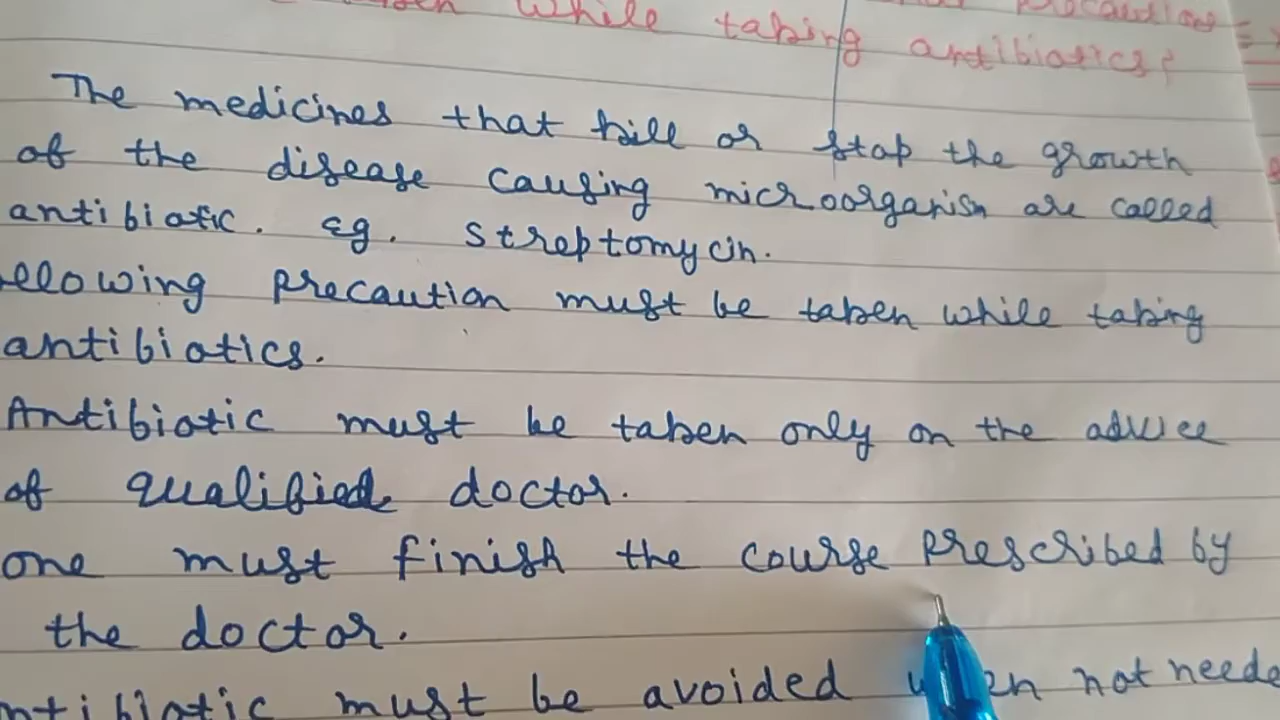 while taking antibiotics?
The medicines that kill or stop the growth
of the disease causing microorganism are called
antibiotic. Eg. Streptomycin.
llowing precaution must be taken while taking
antibiotics.
Antibiotic must be taken only on the advice
of qualified doctor.
one must finish the course prescribed by
the doctor.
ntibiotic must be avoided when not neede